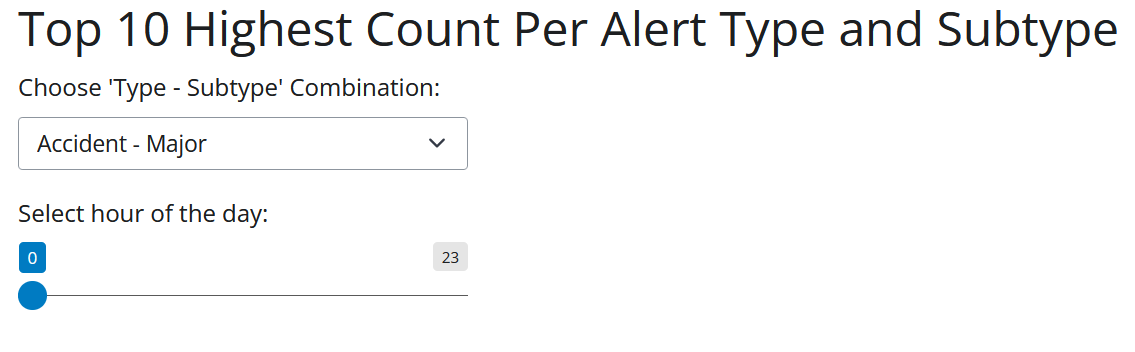 Top 10 Highest Count Per Alert Type and Subtype
Choose 'Type - Subtype' Combination:
Accident - Major
Select hour of the day:
0 23